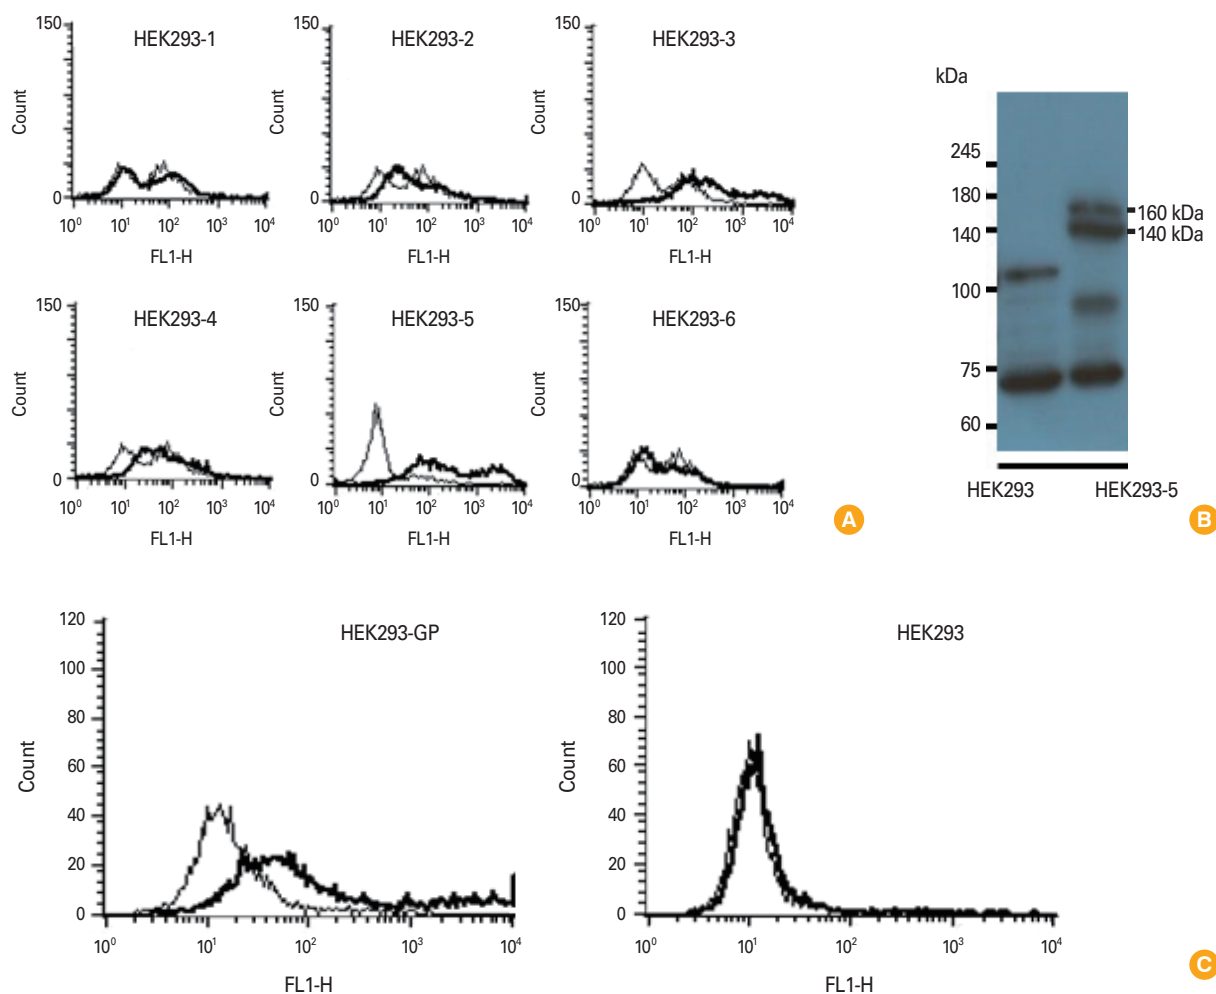 150
HEK293-1
Count
0
10⁰ 10¹ 10² 10³ 10⁴
FL1-H
150
HEK293-2
Count
0
10⁰ 10¹ 10² 10³ 10⁴
FL1-H
150
HEK293-3
Count
0
10⁰ 10¹ 10² 10³ 10⁴
FL1-H
150
HEK293-4
Count
0
10⁰ 10¹ 10² 10³ 10⁴
FL1-H
150
HEK293-5
Count
0
10⁰ 10¹ 10² 10³ 10⁴
FL1-H
150
HEK293-6
Count
0
10⁰ 10¹ 10² 10³ 10⁴
FL1-H
A
kDa
245
180
160 kDa
140
140 kDa
100
75
60
HEK293 HEK293-5
B
120
HEK293-GP
100
80
60
40
20
0
Count
10⁰ 10¹ 10² 10³ 10⁴
FL1-H
120
HEK293
100
80
60
40
20
0
Count
10⁰ 10¹ 10² 10³ 10⁴
FL1-H
C